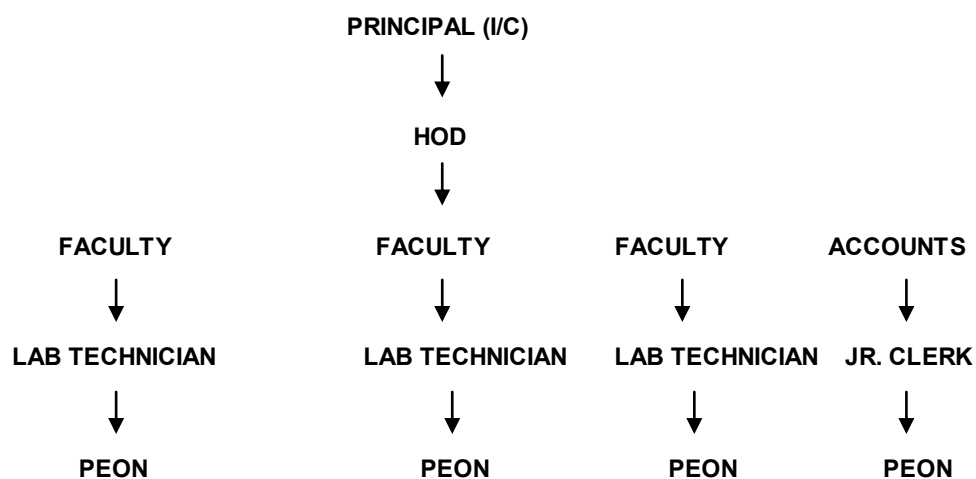 PRINCIPAL (I/C)
HOD
FACULTY FACULTY FACULTY ACCOUNTS
LAB TECHNICIAN LAB TECHNICIAN LAB TECHNICIAN JR. CLERK
PEON PEON PEON PEON